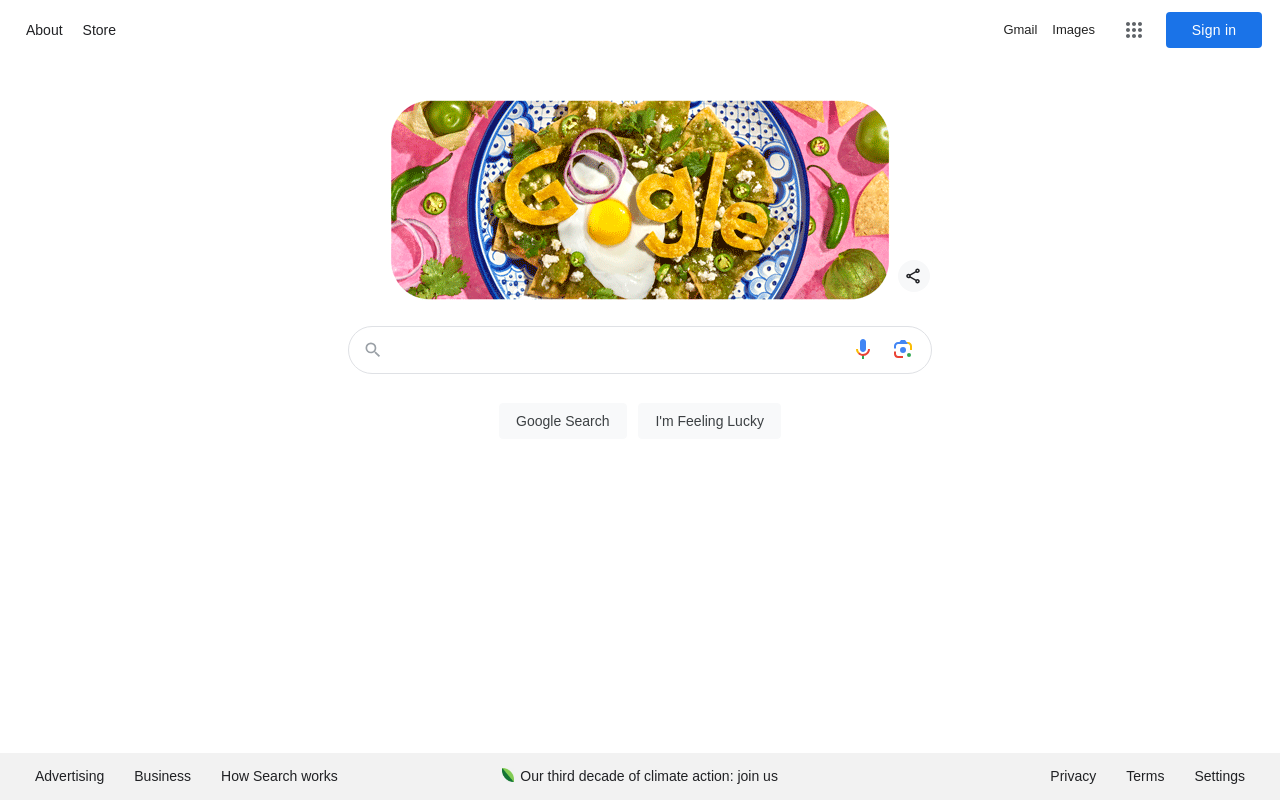 About Store Gmail Images Sign in
Google
Google Search I'm Feeling Lucky
Advertising Business How Search works Our third decade of climate action: join us Privacy Terms Settings